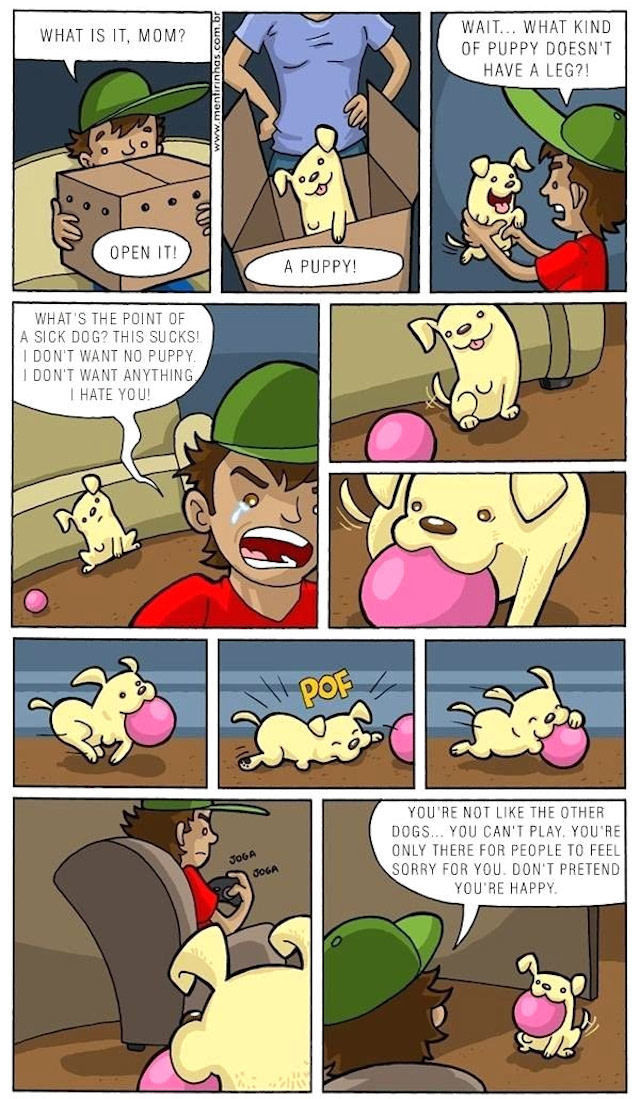 WHAT IS IT, MOM?
OPEN IT!
www.mentirinhas.com.br
A PUPPY!
WAIT... WHAT KIND
OF PUPPY DOESN'T
HAVE A LEG?!
WHAT'S THE POINT OF
A SICK DOG? THIS SUCKS!
I DON'T WANT NO PUPPY.
I DON'T WANT ANYTHING.
I HATE YOU!
POF
JOGA
JOGA
YOU'RE NOT LIKE THE OTHER
DOGS... YOU CAN'T PLAY. YOU'RE
ONLY THERE FOR PEOPLE TO FEEL
SORRY FOR YOU. DON'T PRETEND
YOU'RE HAPPY.